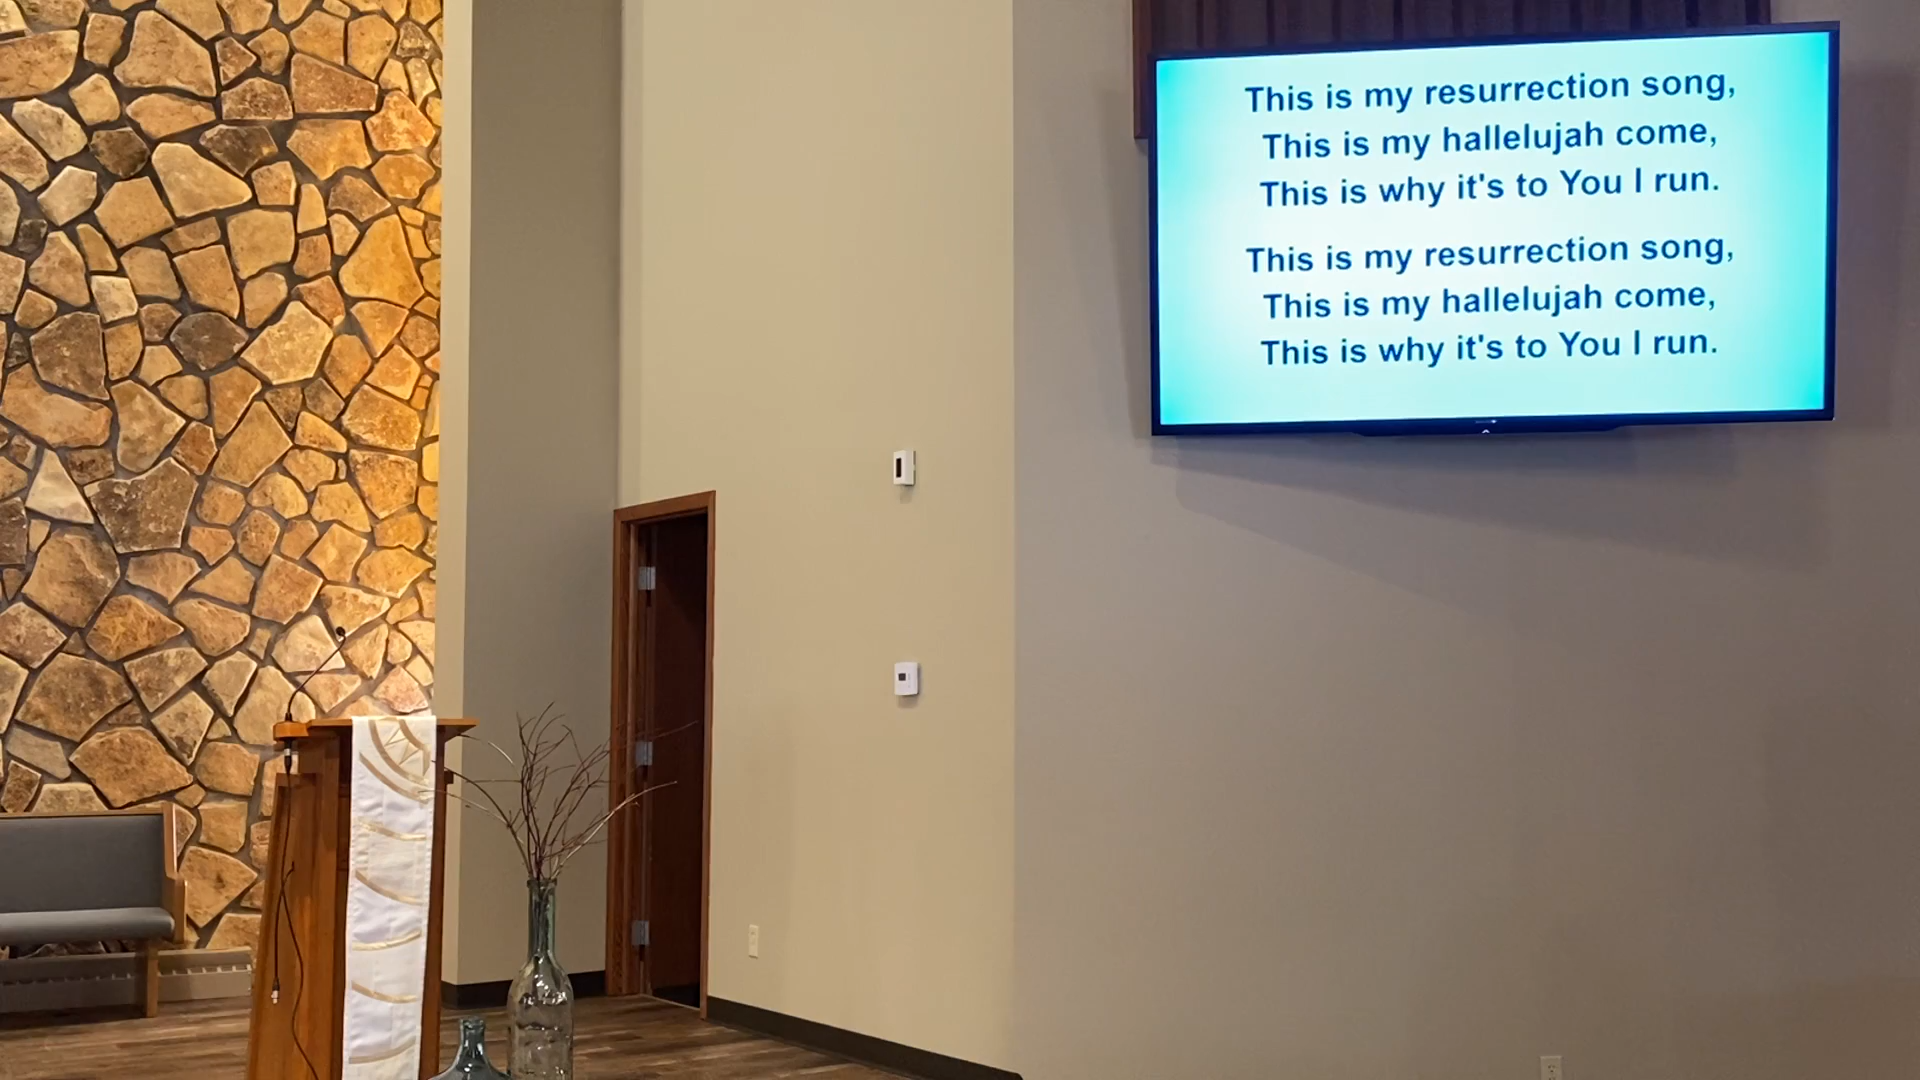 This is my resurrection song,
This is my hallelujah come,
This is why it's to You I run.
This is my resurrection song,
This is my hallelujah come,
This is why it's to You I run.